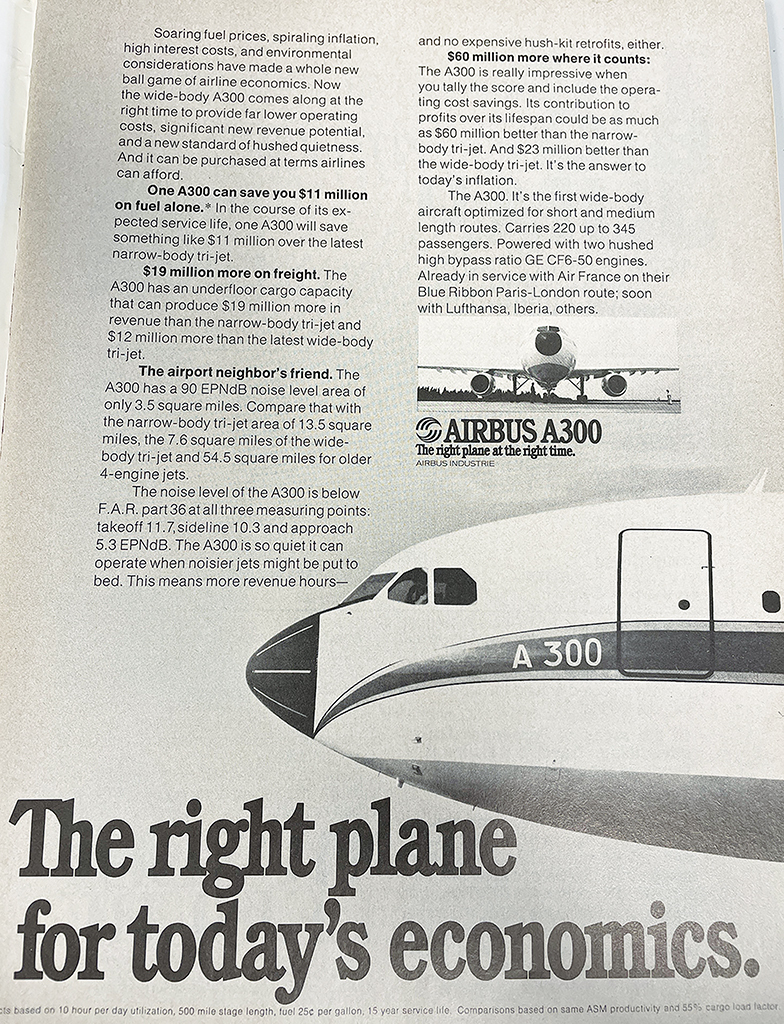 Soaring fuel prices, spiraling inflation,
high interest costs, and environmental
considerations have made a whole new
ball game of airline economics. Now
the wide-body A300 comes along at the
right time to provide far lower operating
costs, significant new revenue potential,
and a new standard of hushed quietness.
And it can be purchased at terms airlines
can afford.
One A300 can save you $11 million
on fuel alone.* In the course of its ex-
pected service life, one A300 will save
something like $11 million over the latest
narrow-body tri-jet.
$19 million more on freight. The
A300 has an underfloor cargo capacity
that can produce $19 million more in
revenue than the narrow-body tri-jet and
$12 million more than the latest wide-body
tri-jet.
The airport neighbor's friend. The
A300 has a 90 EPNdB noise level area of
only 3.5 square miles. Compare that with
the narrow-body tri-jet area of 13.5 square
miles, the 7.6 square miles of the wide-
body tri-jet and 54.5 square miles for older
4-engine jets.
The noise level of the A300 is below
F.A.R. part 36 at all three measuring points:
takeoff 11.7, sideline 10.3 and approach
5.3 EPNdB. The A300 is so quiet it can
operate when noisier jets might be put to
bed. This means more revenue hours—
and no expensive hush-kit retrofits, either.
$60 million more where it counts:
The A300 is really impressive when
you tally the score and include the opera-
ting cost savings. Its contribution to
profits over its lifespan could be as much
as $60 million better than the narrow-
body tri-jet. And $23 million better than
the wide-body tri-jet. It's the answer to
today's inflation.
The A300. It's the first wide-body
aircraft optimized for short and medium
length routes. Carries 220 up to 345
passengers. Powered with two hushed
high bypass ratio GE CF6-50 engines.
Already in service with Air France on their
Blue Ribbon Paris-London route; soon
with Lufthansa, Iberia, others.
AIRBUS A300
The right plane at the right time.
AIRBUS INDUSTRIE
A 300
The right plane
for today's economics.
based on 10 hour per day utilization, 500 mile stage length, fuel 25¢ per gallon, 15 year service life. Comparisons based on same ASM productivity and 55% cargo load factor